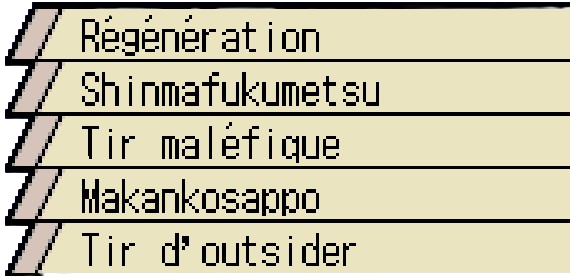 Régénération
Shinmafukumetsu
Tir maléfique
Makankosappo
Tir d'outsider